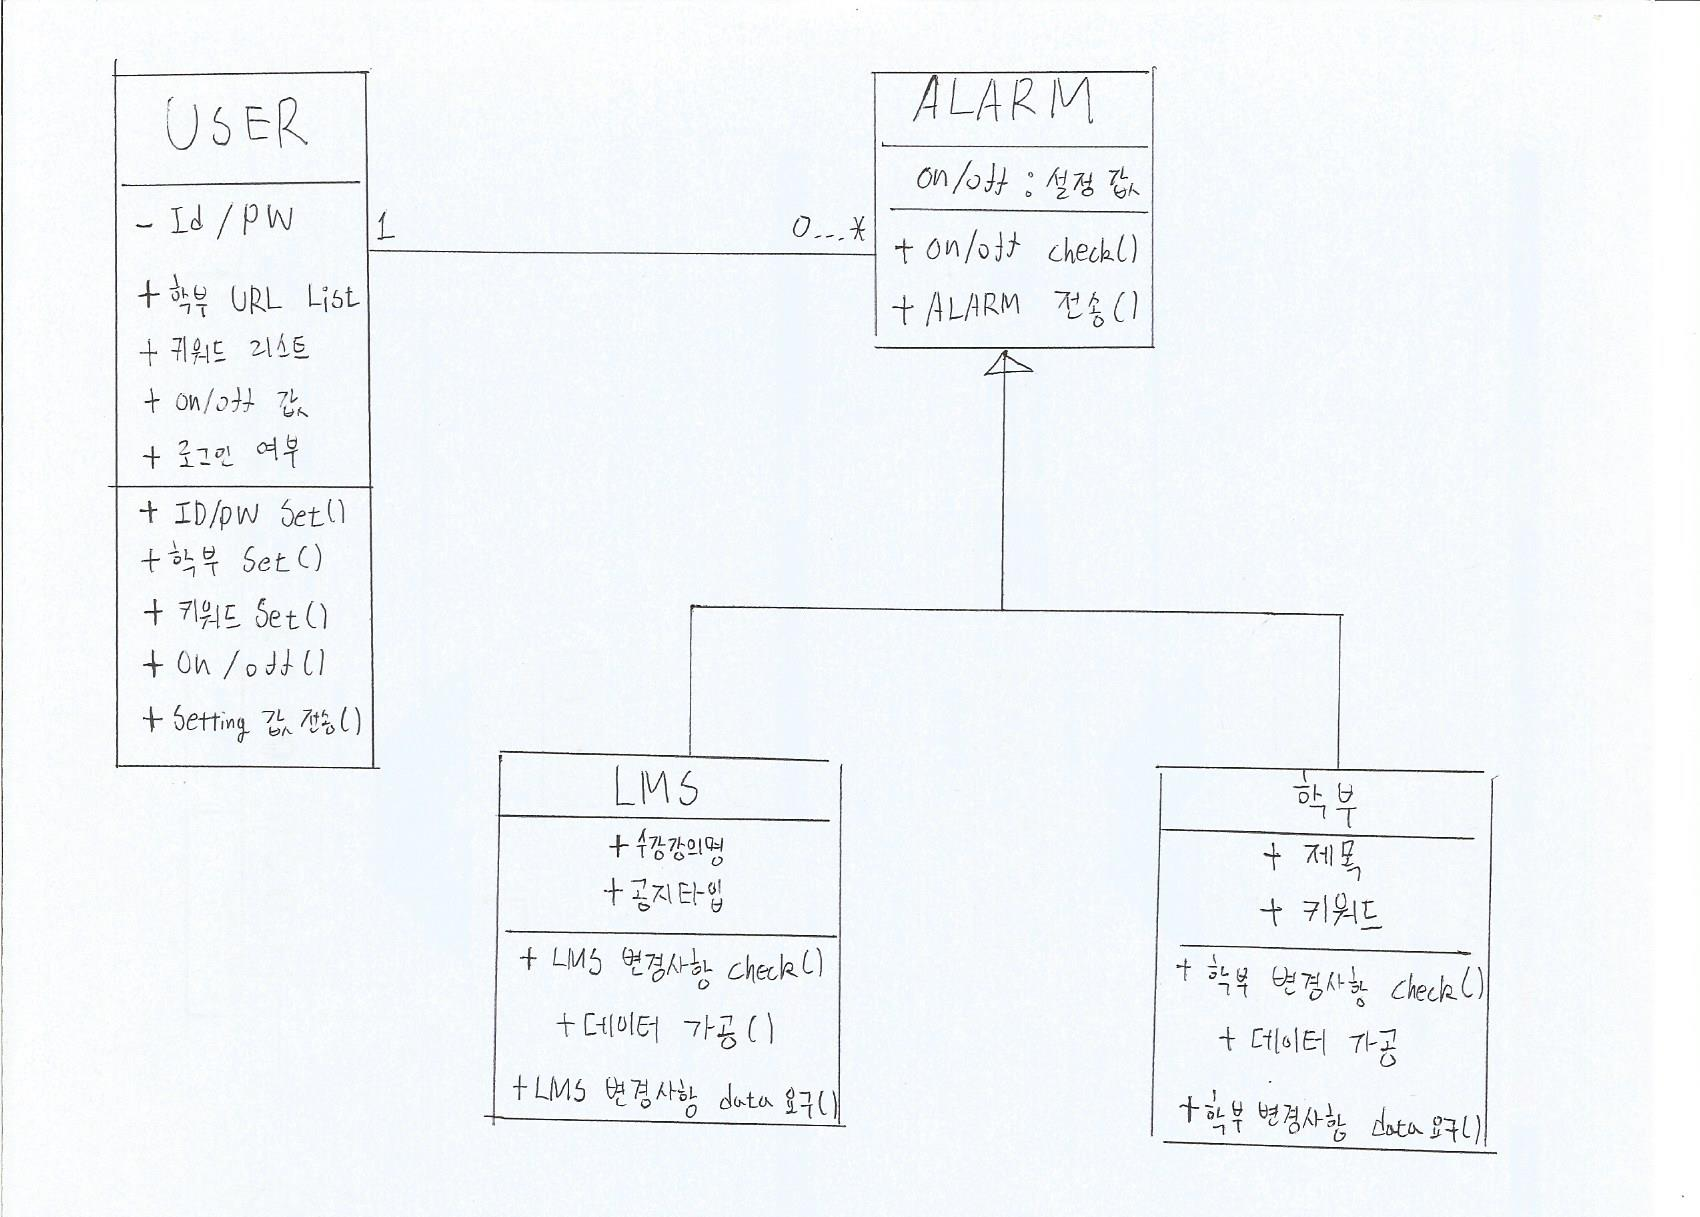 USER
- Id/PW
+ 학부 URL List
+ 키워드 리스트
+ on/off 값
+ 로그인 여부
+ ID/PW Set()
+ 학부 Set()
+ 키워드 Set()
+ On/off()
+ Setting 값 전송()
1
0...*
ALARM
on/off : 설정 값
+ on/off check()
+ ALARM 전송()
LMS
+ 수강강의명
+ 공지타입
+ LMS 변경사항 check()
+ 데이터 가공()
+ LMS 변경사항 data 요구()
학부
+ 제목
+ 키워드
+ 학부 변경사항 check()
+ 데이터 가공
+ 학부 변경사항 data 요구()